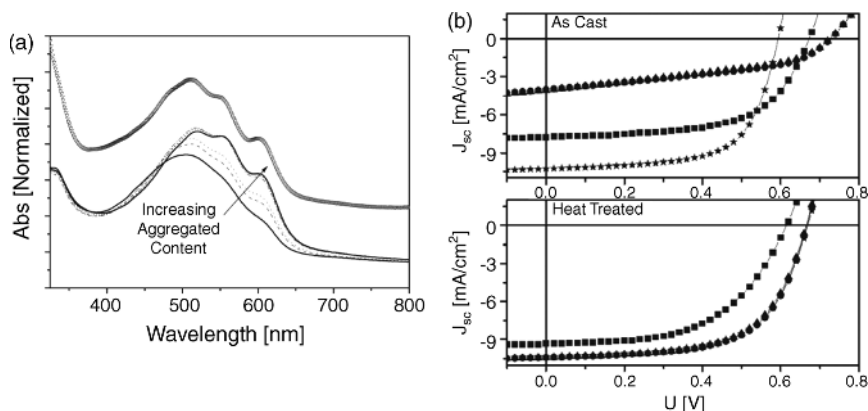 (a)
Abs [Normalized]
Increasing
Aggregated
Content
400 500 600 700 800
Wavelength [nm]
(b)
As Cast
0
-3
-6
-9
Jsc [mA/cm²]
0.0 0.2 0.4 0.6 0.8
Heat Treated
0
-3
-6
-9
Jsc [mA/cm²]
0.0 0.2 0.4 0.6 0.8
U [V]